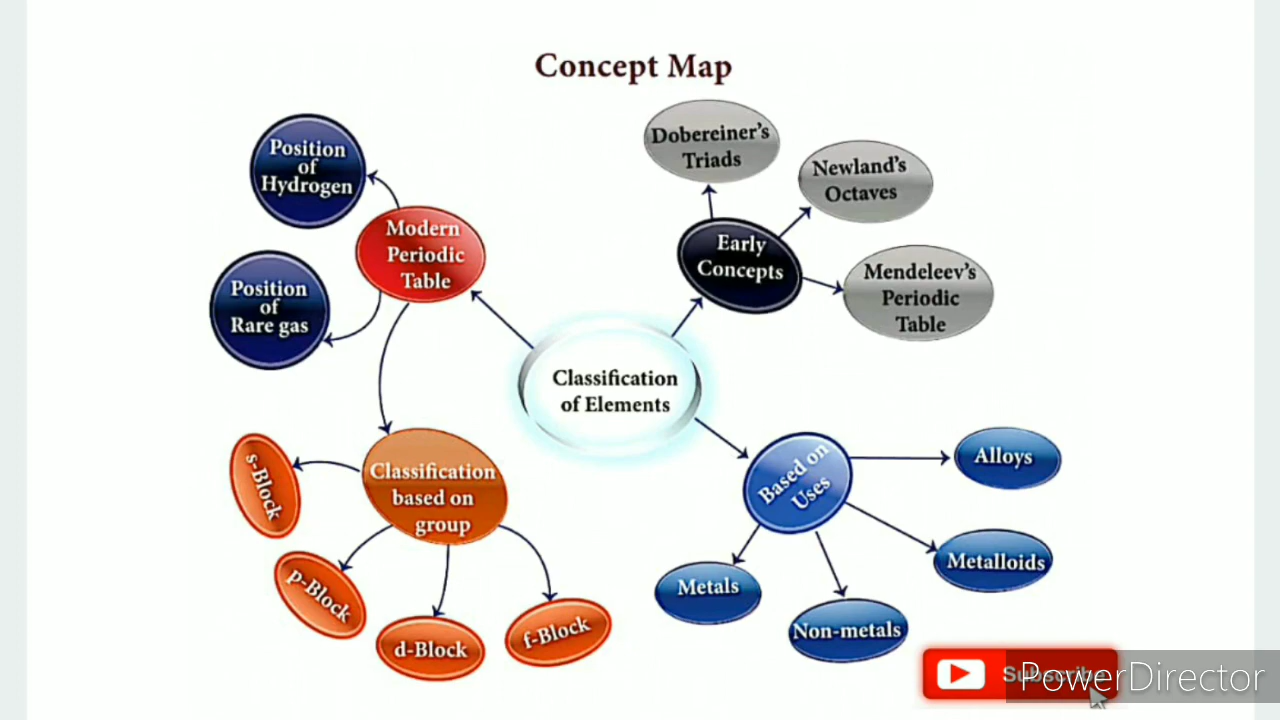 Concept Map
Position
of
Hydrogen
Modern
Periodic
Table
Position
of
Rare gas
Dobereiner's
Triads
Newland's
Octaves
Early
Concepts
Mendeleev's
Periodic
Table
Classification
of Elements
Classification
based on
group
s-Block
p-Block
d-Block
f-Block
Based on
Uses
Alloys
Metalloids
Metals
Non-metals
Subscribe
PowerDirector